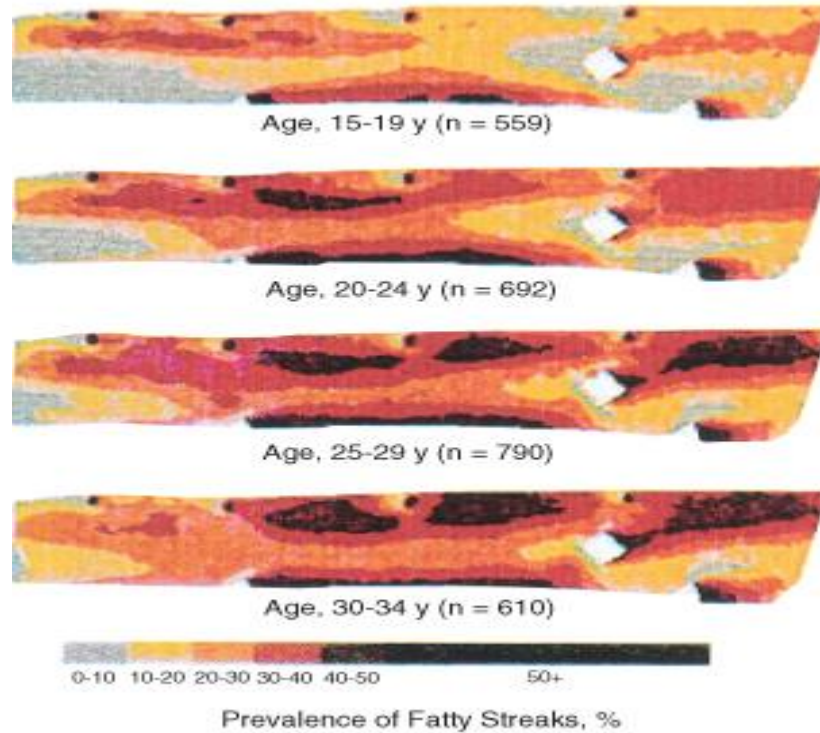 Age, 15-19 y (n = 559)
Age, 20-24 y (n = 692)
Age, 25-29 y (n = 790)
Age, 30-34 y (n = 610)
0-10 10-20 20-30 30-40 40-50 50+
Prevalence of Fatty Streaks, %